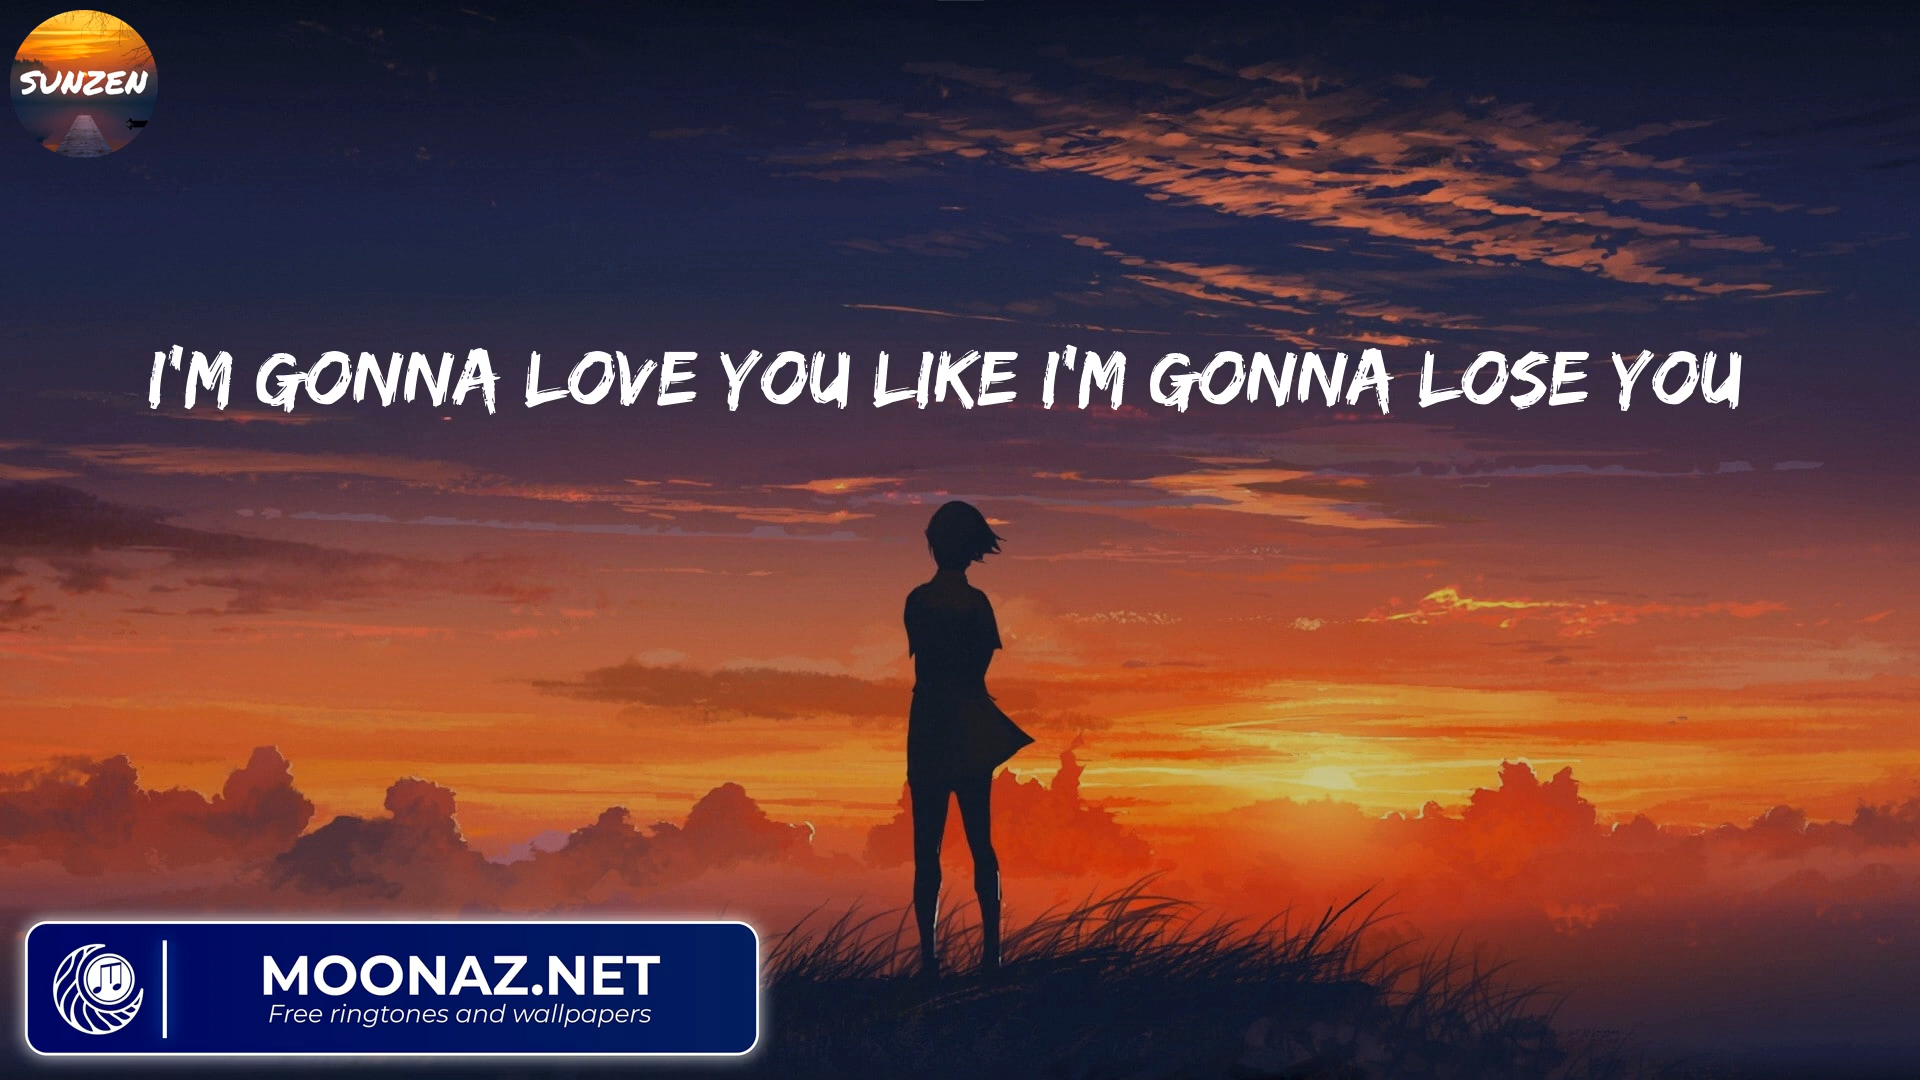 SUNZEN
I'M GONNA LOVE YOU LIKE I'M GONNA LOSE YOU
MOONAZ.NET
Free ringtones and wallpapers